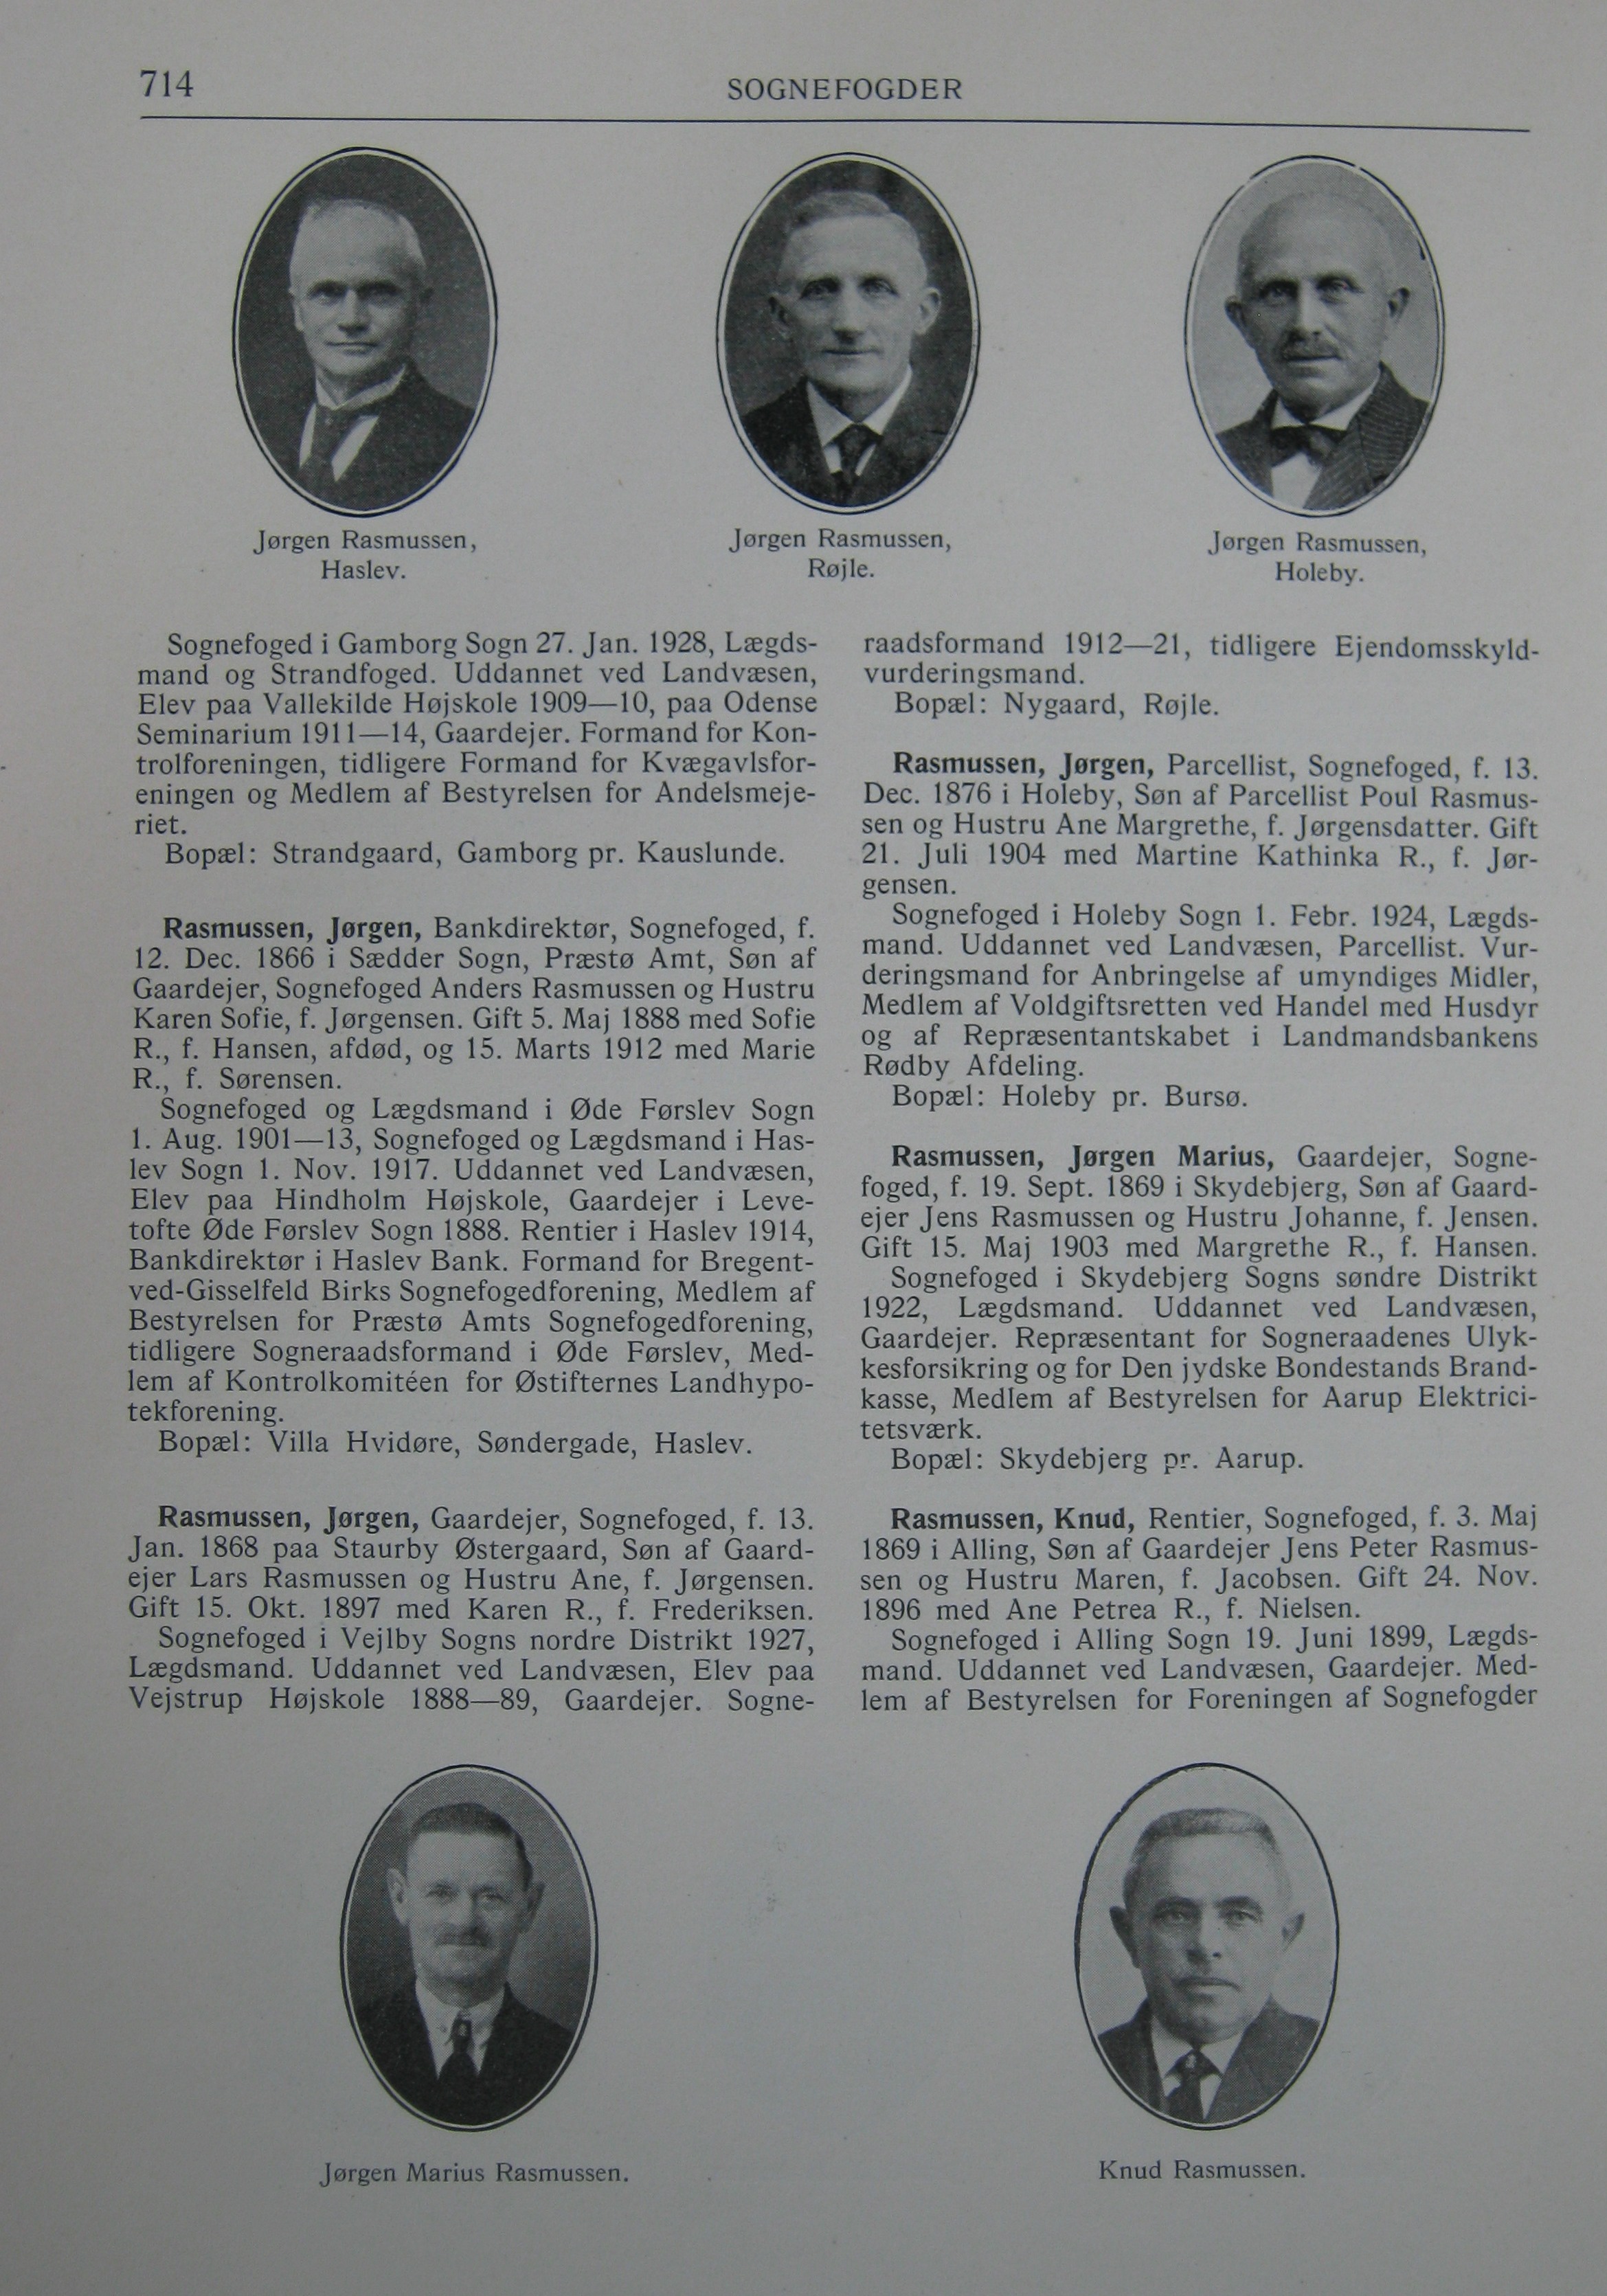 714
SOGNEFOGDER
Jørgen Rasmussen,
Haslev.
Jørgen Rasmussen,
Røjle.
Jørgen Rasmussen,
Holeby.
Sognefoged i Gamborg Sogn 27. Jan. 1928, Lægds-
mand og Strandfoged. Uddannet ved Landvæsen,
Elev paa Vallekilde Højskole 1909—10, paa Odense
Seminarium 1911—14, Gaardejer. Formand for Kon-
trolforeningen, tidligere Formand for Kvægavlsfor-
eningen og Medlem af Bestyrelsen for Andelsmeje-
riet.
Bopæl: Strandgaard, Gamborg pr. Kauslunde.
Rasmussen, Jørgen, Bankdirektør, Sognefoged, f.
12. Dec. 1866 i Sædder Sogn, Præstø Amt, Søn af
Gaardejer, Sognefoged Anders Rasmussen og Hustru
Karen Sofie, f. Jørgensen. Gift 5. Maj 1888 med Sofie
R., f. Hansen, afdød, og 15. Marts 1912 med Marie
R., f. Sørensen.
Sognefoged og Lægdsmand i Øde Førslev Sogn
1. Aug. 1901—13, Sognefoged og Lægdsmand i Has-
lev Sogn 1. Nov. 1917. Uddannet ved Landvæsen,
Elev paa Hindholm Højskole, Gaardejer i Leve-
tofte Øde Førslev Sogn 1888. Rentier i Haslev 1914,
Bankdirektør i Haslev Bank. Formand for Bregent-
ved-Gisselfeld Birks Sognefogedforening, Medlem af
Bestyrelsen for Præstø Amts Sognefogedforening,
tidligere Sogneraadsformand i Øde Førslev, Med-
lem af Kontrolkomitéen for Østifternes Landhypo-
tekforening.
Bopæl: Villa Hvidøre, Søndergade, Haslev.
Rasmussen, Jørgen, Gaardejer, Sognefoged, f. 13.
Jan. 1868 paa Staurby Østergaard, Søn af Gaard-
ejer Lars Rasmussen og Hustru Ane, f. Jørgensen.
Gift 15. Okt. 1897 med Karen R., f. Frederiksen.
Sognefoged i Vejlby Sogns nordre Distrikt 1927,
Lægdsmand. Uddannet ved Landvæsen, Elev paa
Vejstrup Højskole 1888—89, Gaardejer. Sogne-
raadsformand 1912—21, tidligere Ejendomsskyld-
vurderingsmand.
Bopæl: Nygaard, Røjle.
Rasmussen, Jørgen, Parcellist, Sognefoged, f. 13.
Dec. 1876 i Holeby, Søn af Parcellist Poul Rasmus-
sen og Hustru Ane Margrethe, f. Jørgensdatter. Gift
21. Juli 1904 med Martine Kathinka R., f. Jør-
gensen.
Sognefoged i Holeby Sogn 1. Febr. 1924, Lægds-
mand. Uddannet ved Landvæsen, Parcellist. Vur-
deringsmand for Anbringelse af umyndiges Midler,
Medlem af Voldgiftsretten ved Handel med Husdyr
og af Repræsentantskabet i Landmandsbankens
Rødby Afdeling.
Bopæl: Holeby pr. Bursø.
Rasmussen, Jørgen Marius, Gaardejer, Sogne-
foged, f. 19. Sept. 1869 i Skydebjerg, Søn af Gaard-
ejer Jens Rasmussen og Hustru Johanne, f. Jensen.
Gift 15. Maj 1903 med Margrethe R., f. Hansen.
Sognefoged i Skydebjerg Sogns søndre Distrikt
1922, Lægdsmand. Uddannet ved Landvæsen,
Gaardejer. Repræsentant for Sogneraadenes Ulyk-
kesforsikring og for Den jydske Bondestands Brand-
kasse, Medlem af Bestyrelsen for Aarup Elektrici-
tetsværk.
Bopæl: Skydebjerg pr. Aarup.
Rasmussen, Knud, Rentier, Sognefoged, f. 3. Maj
1869 i Alling, Søn af Gaardejer Jens Peter Rasmus-
sen og Hustru Maren, f. Jacobsen. Gift 24. Nov.
1896 med Ane Petrea R., f. Nielsen.
Sognefoged i Alling Sogn 19. Juni 1899, Lægds-
mand. Uddannet ved Landvæsen, Gaardejer. Med-
lem af Bestyrelsen for Foreningen af Sognefogder
Jørgen Marius Rasmussen.
Knud Rasmussen.